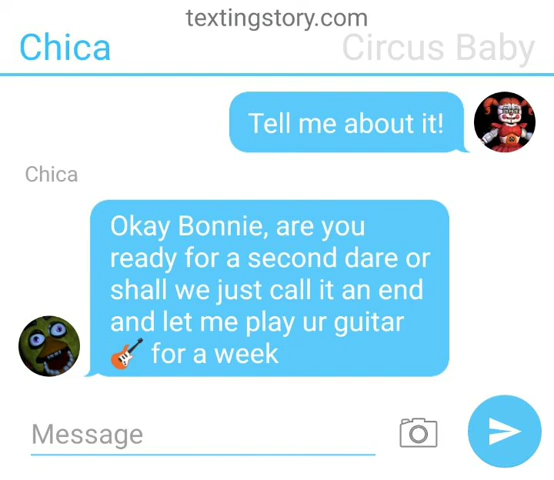 textingstory.com
Chica
Circus Baby
Tell me about it!
Chica
Okay Bonnie, are you
ready for a second dare or
shall we just call it an end
and let me play ur guitar
🎸 for a week
Message